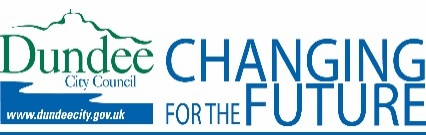 Dundee
City Council
www.dundeecity.gov.uk
CHANGING
FOR THE FUTURE